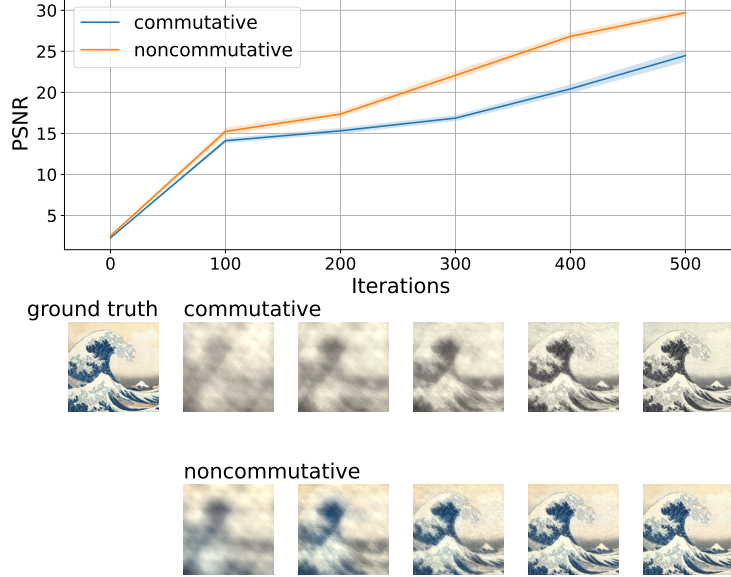 30
25
20
15
10
5
PSNR
commutative
noncommutative
0 100 200 300 400 500
Iterations
ground truth commutative
noncommutative